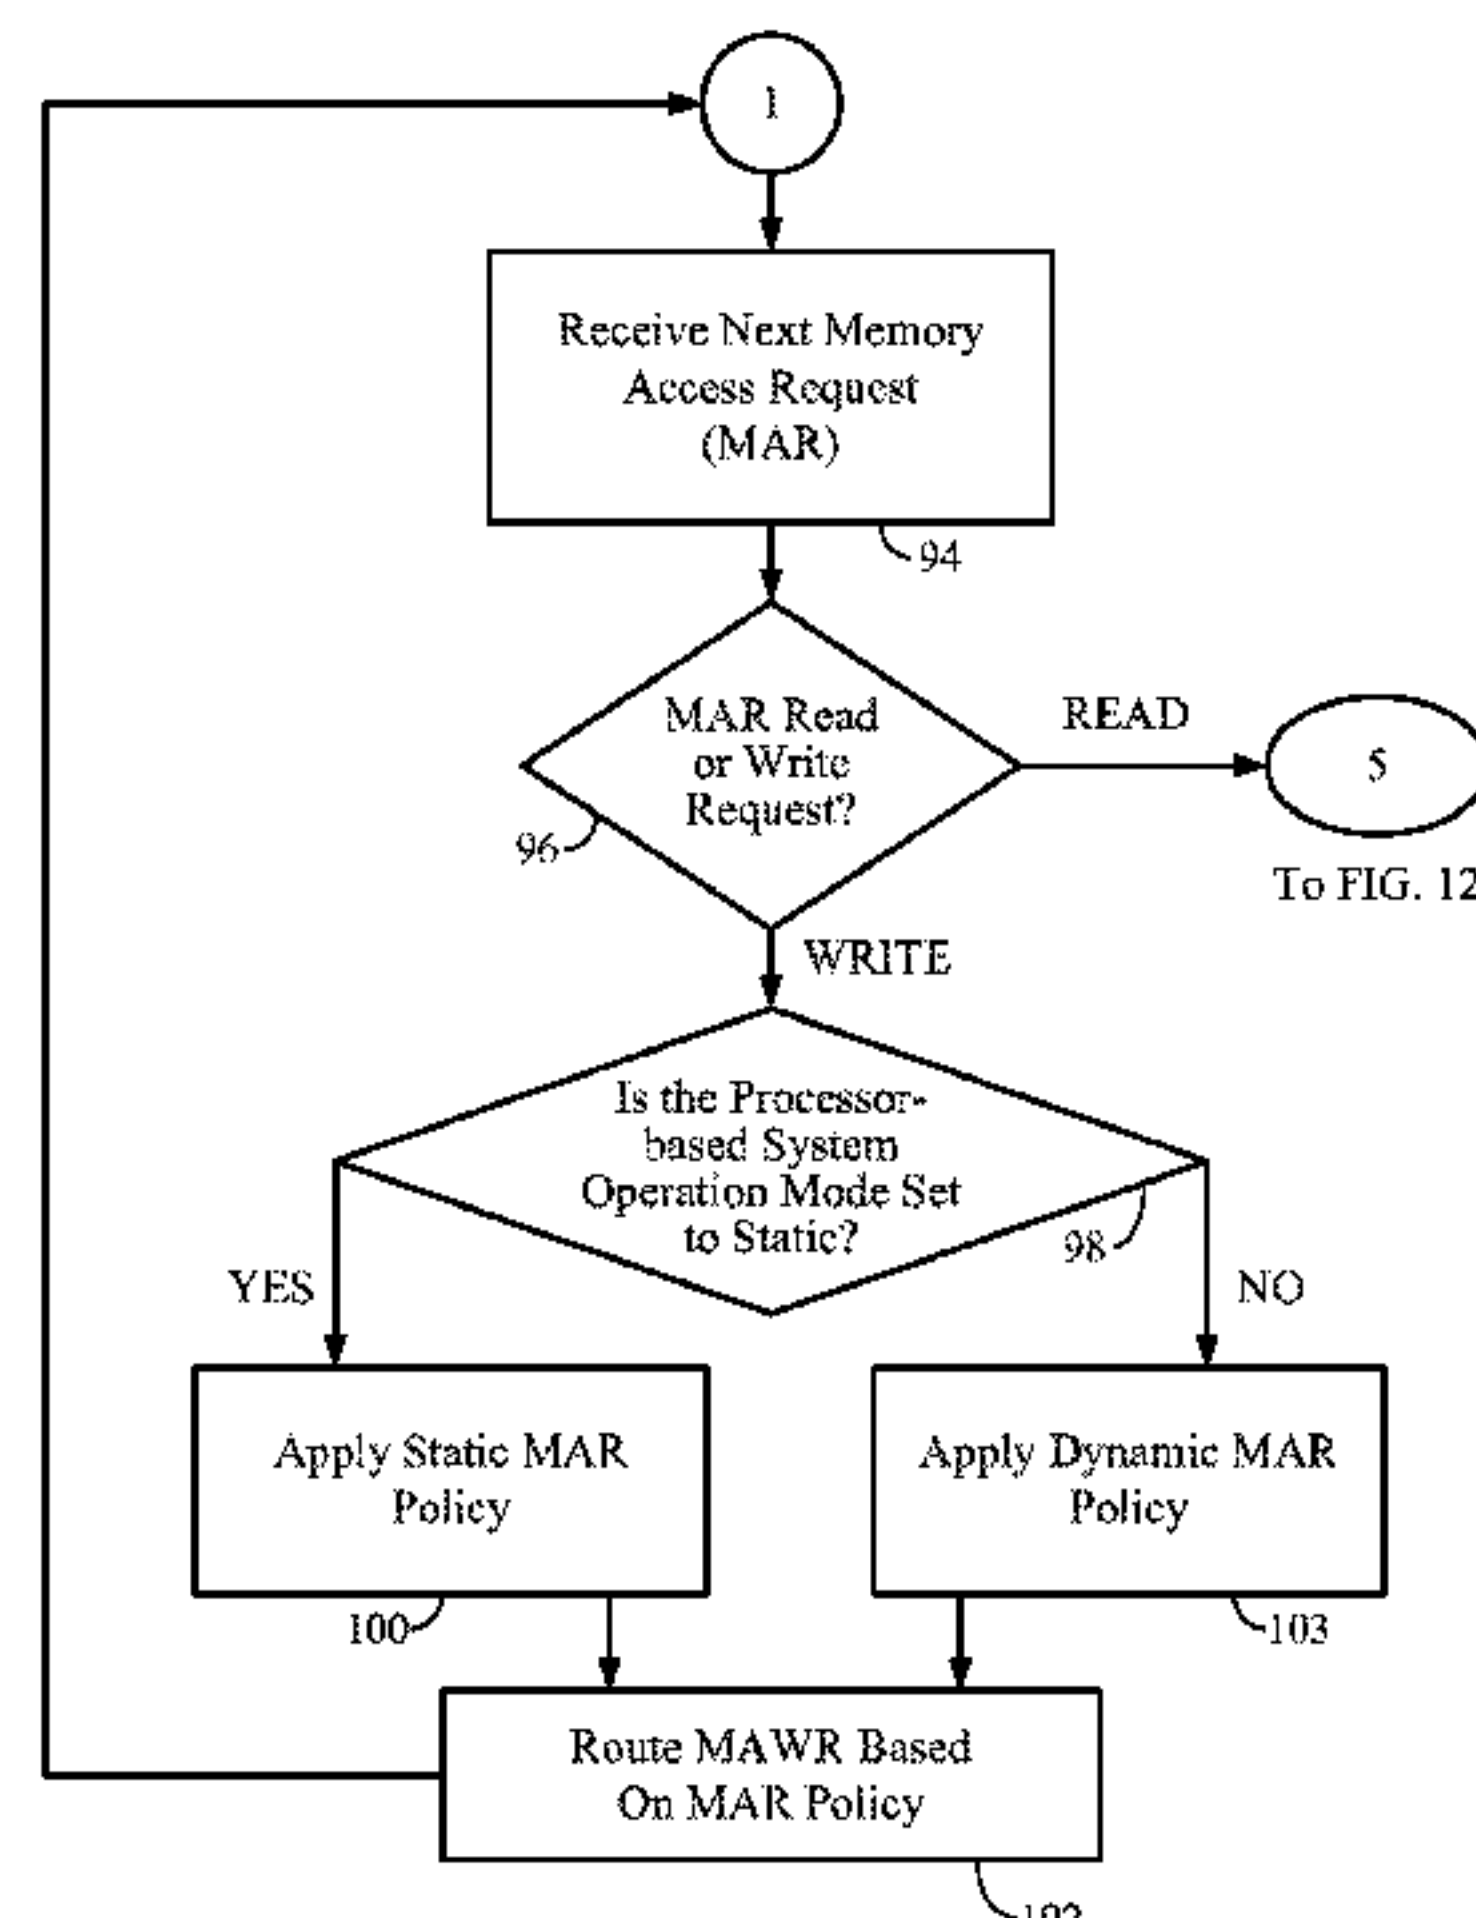 1
Receive Next Memory
Access Request
(MAR)
94
MAR Read
or Write
Request?
96
READ
5
To FIG. 12
WRITE
Is the Processor-
based System
Operation Mode Set
to Static?
98
YES
NO
Apply Static MAR
Policy
100
Apply Dynamic MAR
Policy
103
Route MAWR Based
On MAR Policy